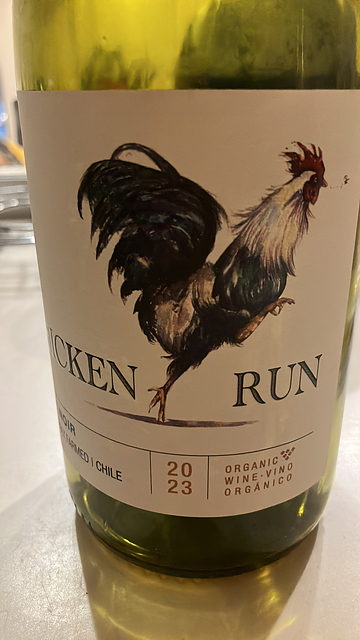 ICKEN RUN
NOIR
FARMED | CHILE
20
23
ORGANIC
WINE-VINO
ORGÁNICO